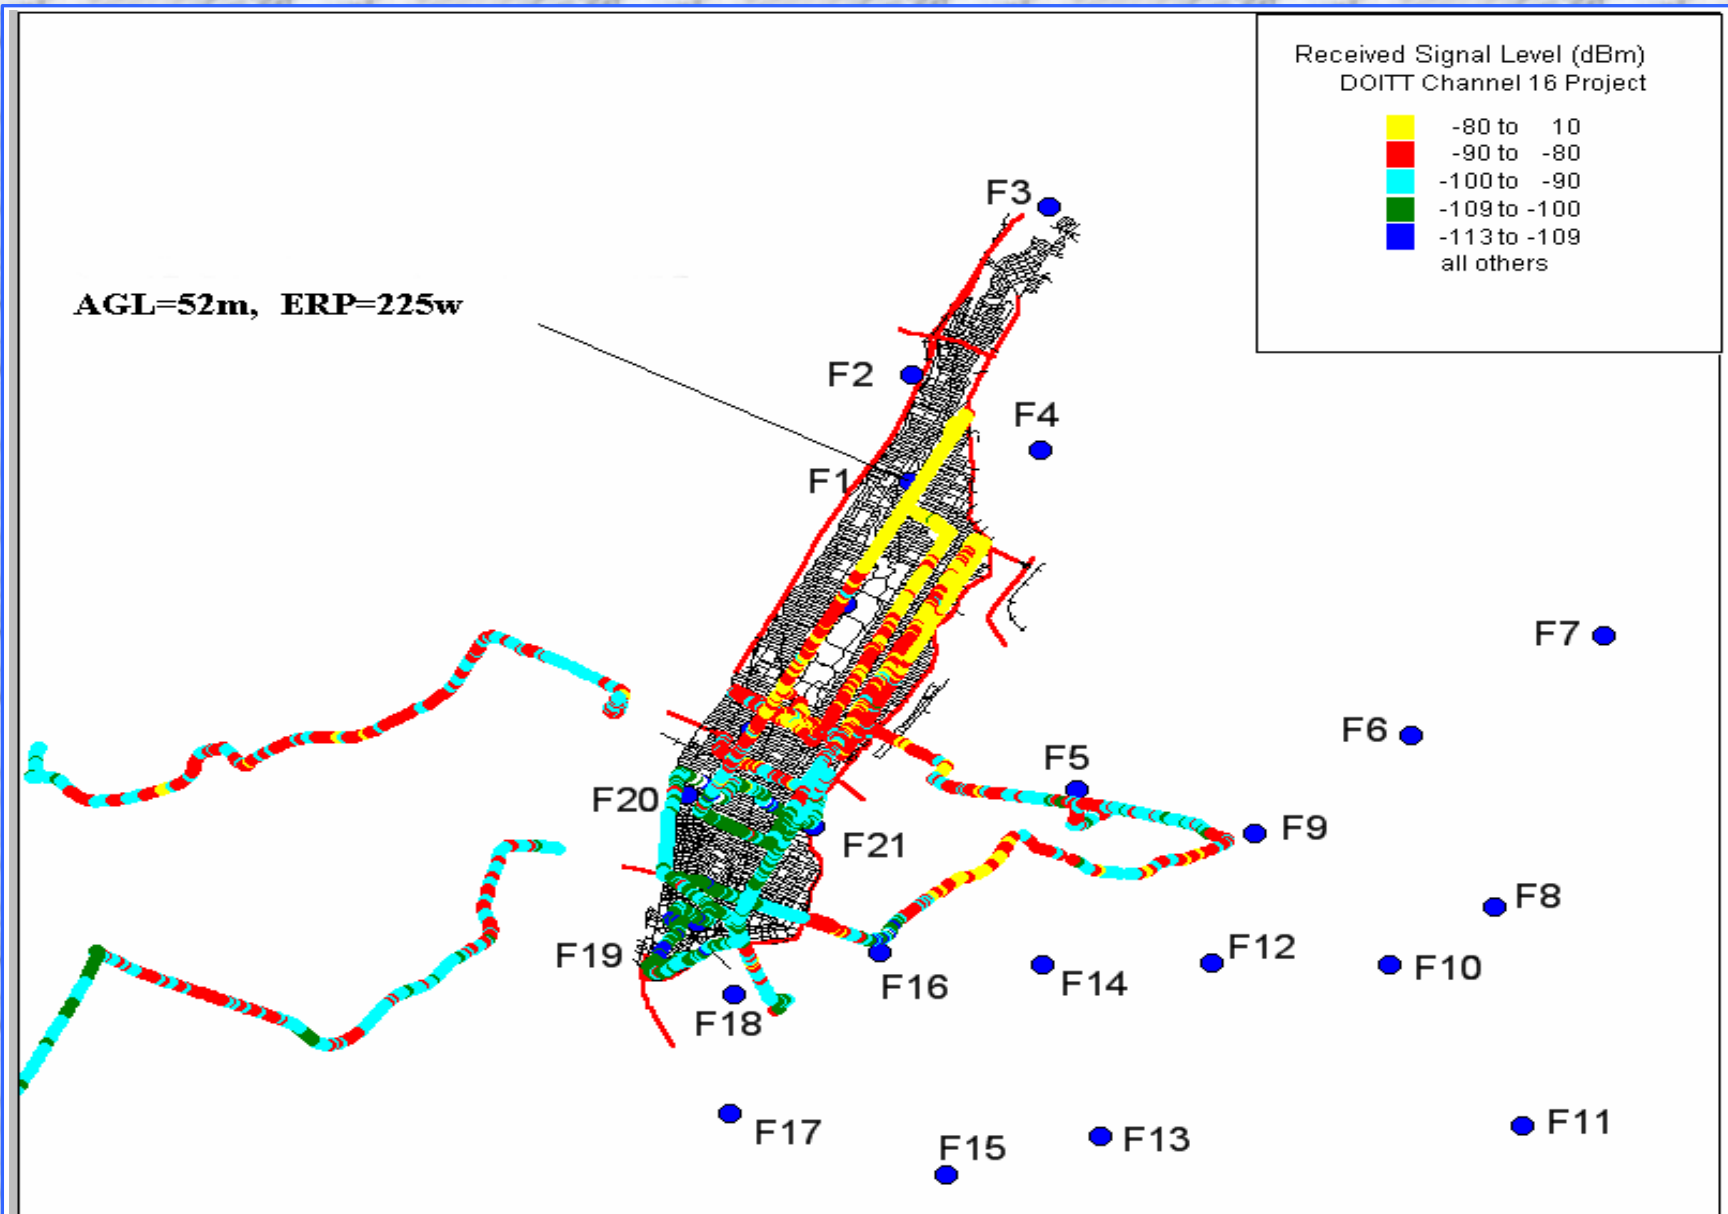 Received Signal Level (dBm)
DOITT Channel 16 Project
-80 to 10
-90 to -80
-100 to -90
-109 to -100
-113 to -109
all others
F3
AGL=52m, ERP=225w
F2
F4
F1
F7
F6
F5
F20
F9
F21
F8
F19
F16
F14
F12
F10
F18
F17
F15
F13
F11